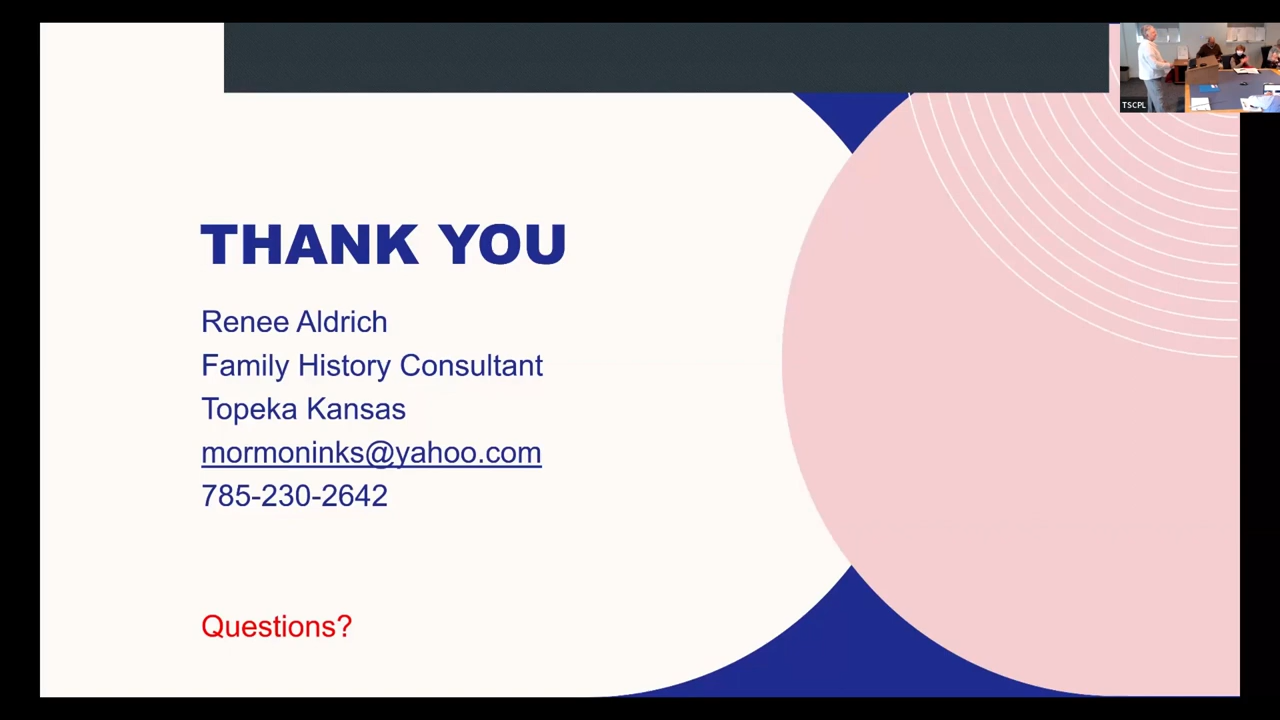 TSCPL
THANK YOU
Renee Aldrich
Family History Consultant
Topeka Kansas
mormoninks@yahoo.com
785-230-2642
Questions?